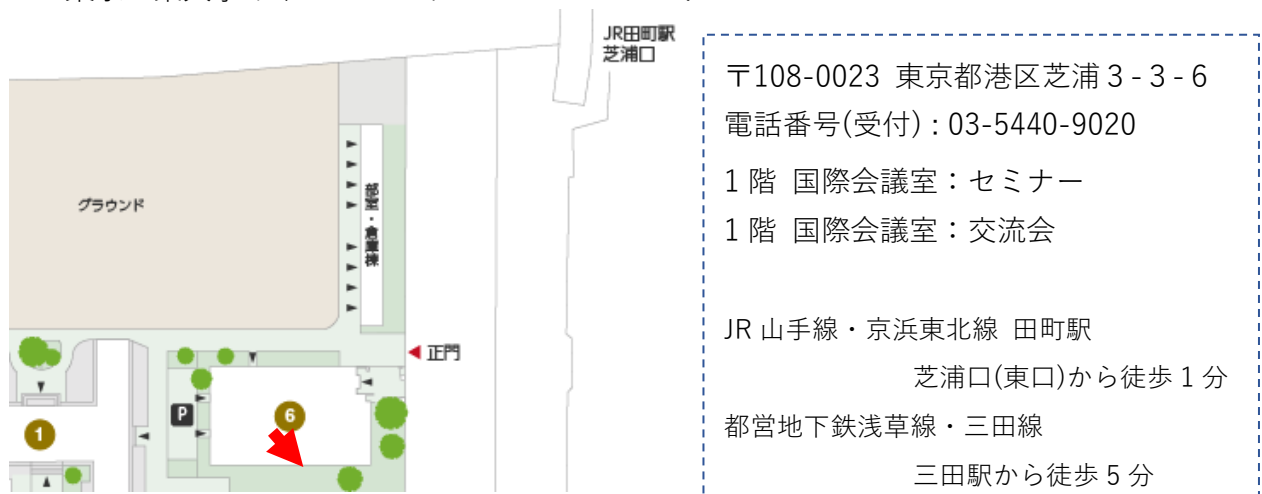 JR田町駅
芝浦口
グラウンド
部室・倉庫棟
正門
P
6
1
〒108-0023 東京都港区芝浦３-３-６
電話番号(受付) : 03-5440-9020
１階 国際会議室：セミナー
１階 国際会議室：交流会
JR 山手線・京浜東北線 田町駅
芝浦口(東口)から徒歩 1 分
都営地下鉄浅草線・三田線
三田駅から徒歩 5 分